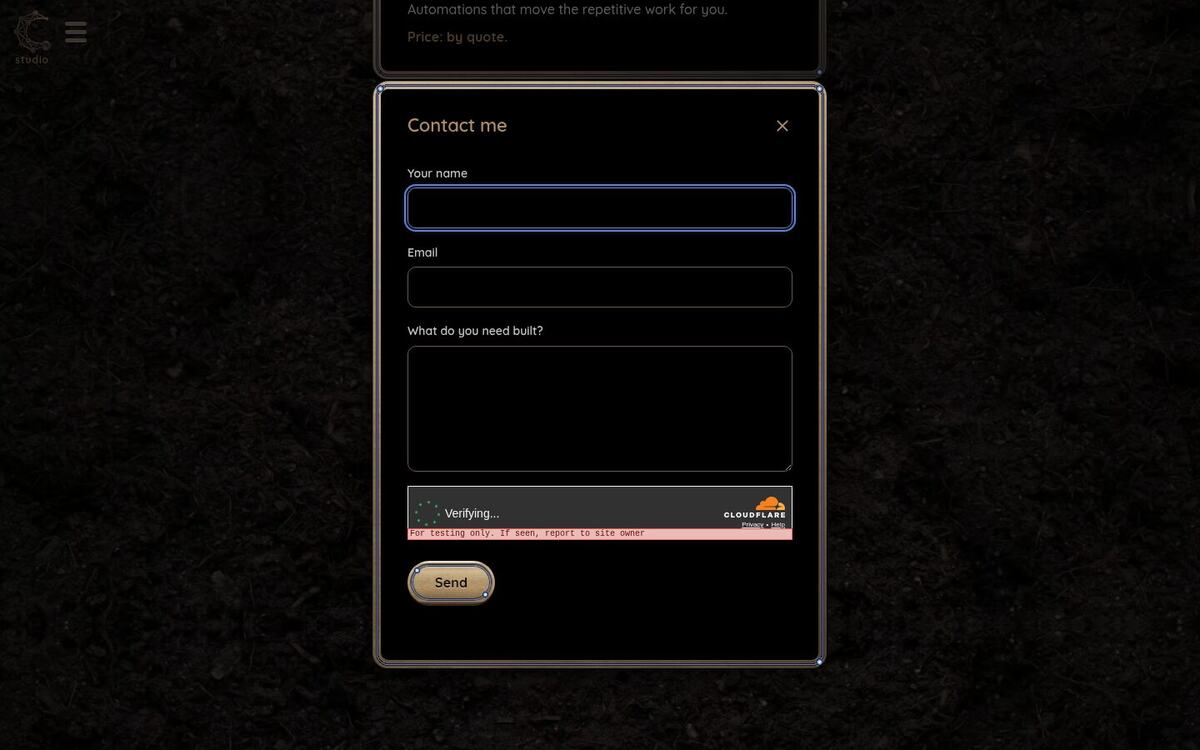 Automations that move the repetitive work for you.
Price: by quote.
studio
Contact me
Your name
Email
What do you need built?
Verifying...
CLOUDFLARE
Privacy • Help
For testing only. If seen, report to site owner
Send